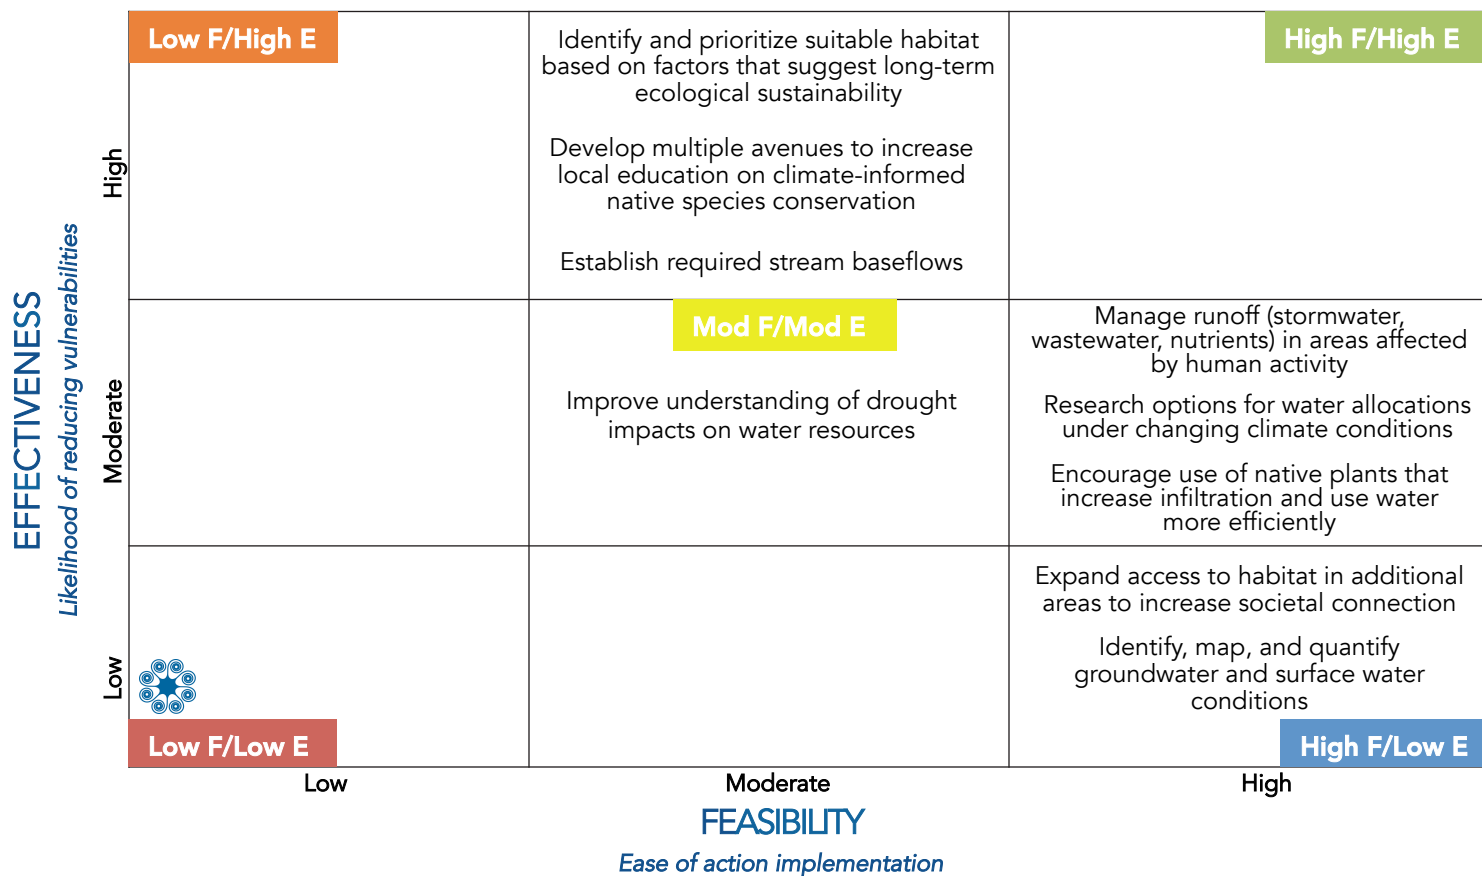 Low F/High E
Identify and prioritize suitable habitat
based on factors that suggest long-term
ecological sustainability
Develop multiple avenues to increase
local education on climate-informed
native species conservation
Establish required stream baseflows
High F/High E
High
Mod F/Mod E
Improve understanding of drought
impacts on water resources
Manage runoff (stormwater,
wastewater, nutrients) in areas affected
by human activity
Research options for water allocations
under changing climate conditions
Encourage use of native plants that
increase infiltration and use water
more efficiently
Moderate
EFFECTIVENESS
Likelihood of reducing vulnerabilities
Expand access to habitat in additional
areas to increase societal connection
Identify, map, and quantify
groundwater and surface water
conditions
Low
Low F/Low E
High F/Low E
Low
Moderate
High
FEASIBILITY
Ease of action implementation